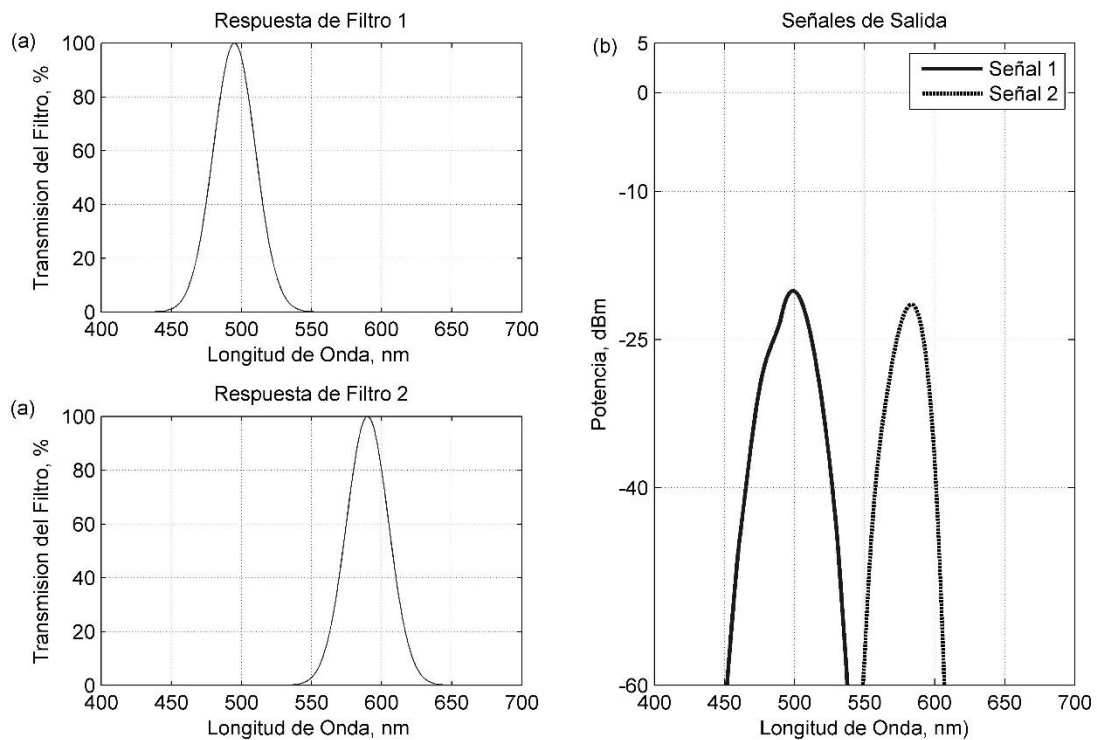 (a)
Respuesta de Filtro 1
Transmision del Filtro, %
100
80
60
40
20
0
400 450 500 550 600 650 700
Longitud de Onda, nm
(a)
Respuesta de Filtro 2
Transmision del Filtro, %
100
80
60
40
20
0
400 450 500 550 600 650 700
Longitud de Onda, nm
Señales de Salida
(b)
Señal 1
Señal 2
Potencia, dBm
5
0
-10
-25
-40
-60
400 450 500 550 600 650 700
Longitud de Onda, nm)